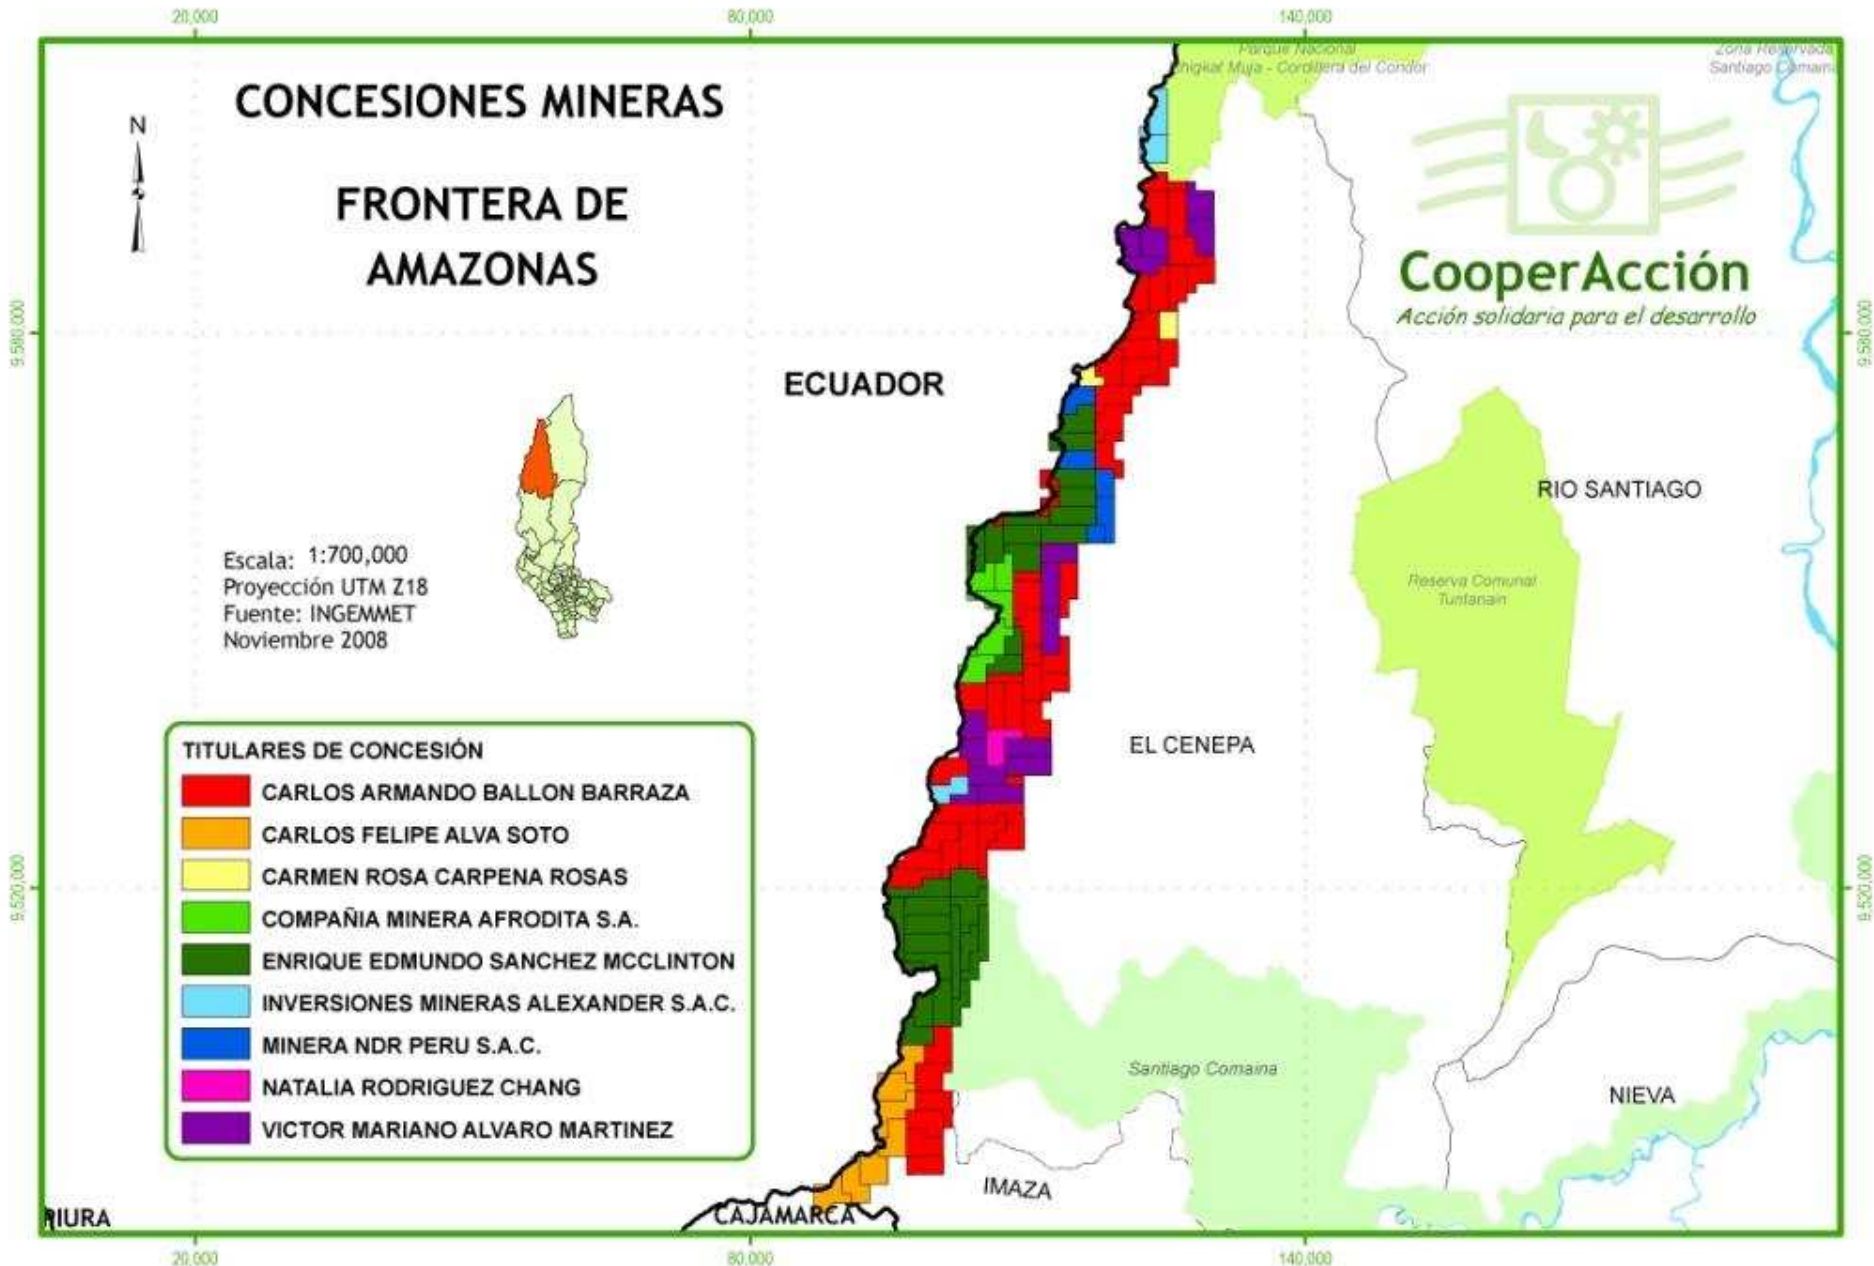 20,000
80,000
140,000
Parque Nacional
Zona Reservada
CONCESIONES MINERAS
Muja - Cordillera del Condor
Santiago Comaina
N
FRONTERA DE
AMAZONAS
CooperAcción
Acción solidaria para el desarrollo
9.580,000
9.580,000
ECUADOR
RIO SANTIAGO
Escala: 1:700,000
Proyección UTM Z18
Fuente: INGEMMET
Noviembre 2008
Reserva Comunal
Tuntanain
EL CENEPA
TITULARES DE CONCESIÓN
CARLOS ARMANDO BALLON BARRAZA
CARLOS FELIPE ALVA SOTO
CARMEN ROSA CARPENA ROSAS
COMPAÑIA MINERA AFRODITA S.A.
ENRIQUE EDMUNDO SANCHEZ MCCLINTON
INVERSIONES MINERAS ALEXANDER S.A.C.
MINERA NDR PERU S.A.C.
NATALIA RODRIGUEZ CHANG
VICTOR MARIANO ALVARO MARTINEZ
9.520,000
9.520,000
Santiago Comaina
NIEVA
IMAZA
PIURA
CAJAMARCA
20,000
80,000
140,000